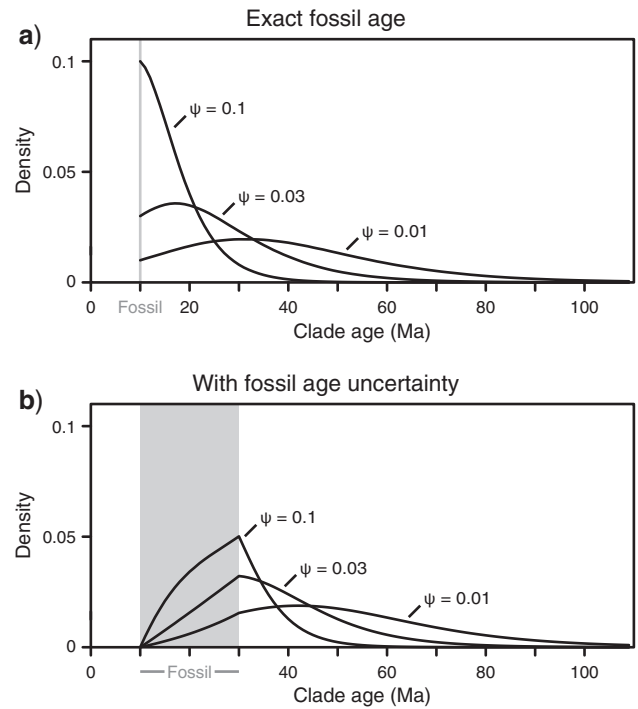 a)
Exact fossil age
0.1
ψ = 0.1
Density
0.05
ψ = 0.03
ψ = 0.01
0
0 Fossil 20 40 60 80 100
Clade age (Ma)
b)
With fossil age uncertainty
0.1
Density
0.05
ψ = 0.1
ψ = 0.03
ψ = 0.01
0
0 Fossil 40 60 80 100
Clade age (Ma)